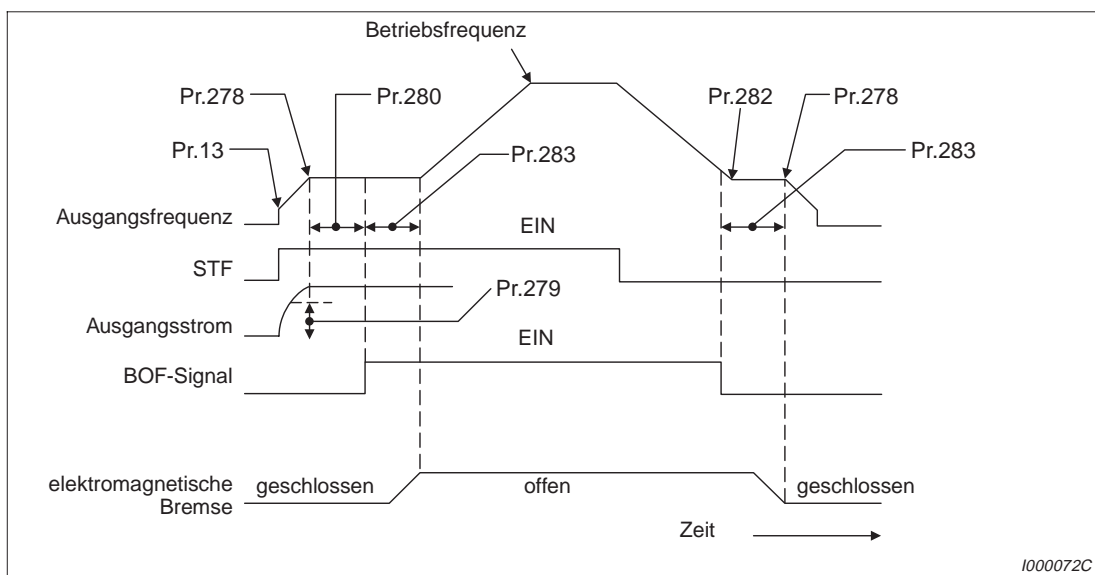 Betriebsfrequenz
Pr.278
Pr.280
Pr.282
Pr.278
Pr.13
Pr.283
Pr.283
Ausgangsfrequenz
EIN
STF
Pr.279
Ausgangsstrom
EIN
BOF-Signal
elektromagnetische
Bremse
geschlossen
offen
geschlossen
Zeit
I000072C